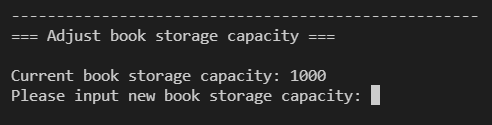 ----------------------------------------------------
=== Adjust book storage capacity ===
Current book storage capacity: 1000
Please input new book storage capacity: